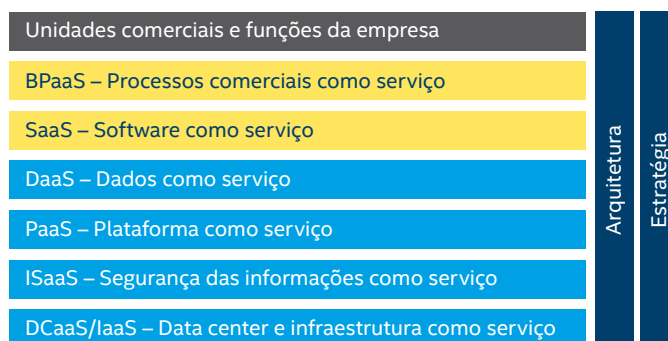 Unidades comerciais e funções da empresa
BPaaS – Processos comerciais como serviço
SaaS – Software como serviço
DaaS – Dados como serviço
PaaS – Plataforma como serviço
ISaaS – Segurança das informações como serviço
DCaaS/IaaS – Data center e infraestrutura como serviço
Arquitetura
Estratégia